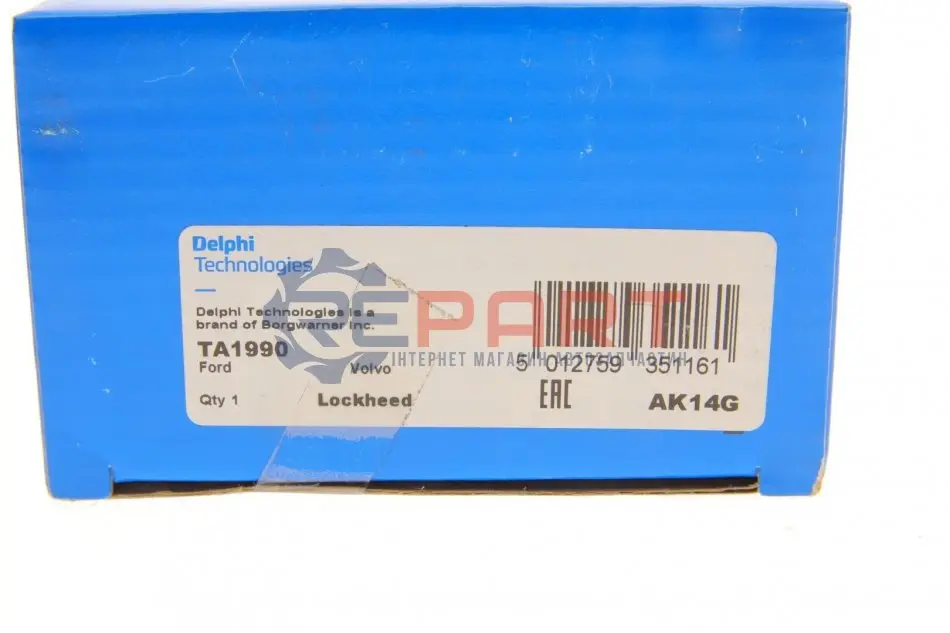 Delphi
Technologies
Delphi Technologies is a
brand of Borgwarner Inc.
TA1990
Ford Volvo
Qty 1 Lockheed
5 012759 351161
EAC AK14G
REPART
ІНТЕРНЕТ МАГАЗИН АВТОЗАПЧАСТИН